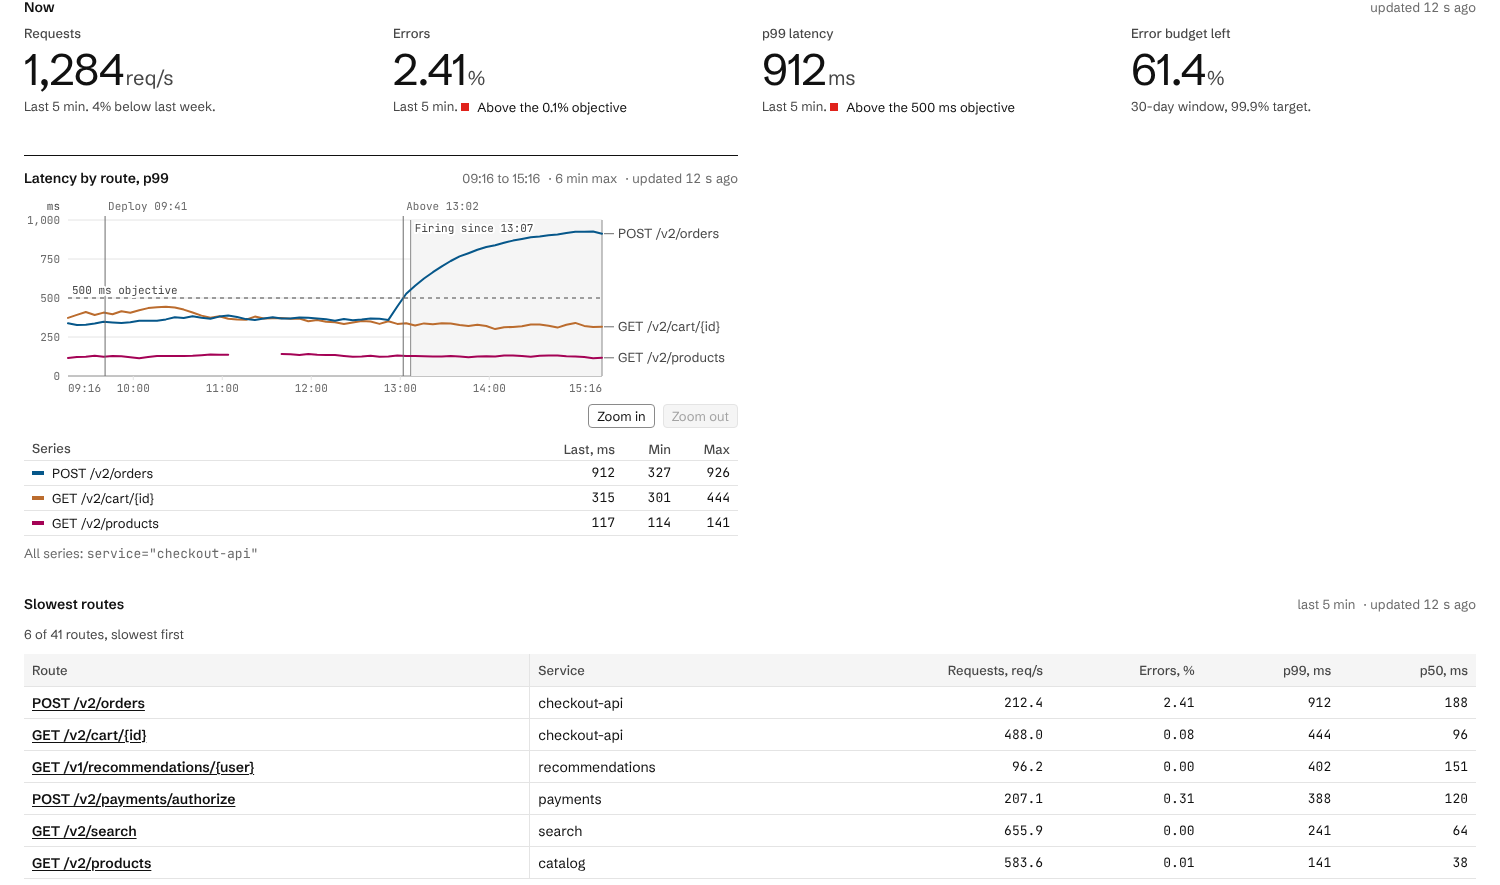 Now updated 12 s ago
Requests Errors p99 latency Error budget left
1,284 req/s 2.41% 912 ms 61.4%
Last 5 min. 4% below last week. Last 5 min. Above the 0.1% objective Last 5 min. Above the 500 ms objective 30-day window, 99.9% target.
Latency by route, p99 09:16 to 15:16 · 6 min max · updated 12 s ago
ms Deploy 09:41 Above 13:02
1,000
Firing since 13:07
POST /v2/orders
750
500 ms objective
500
GET /v2/cart/{id}
250
GET /v2/products
0
09:16 10:00 11:00 12:00 13:00 14:00 15:16
Zoom in Zoom out
Series Last, ms Min Max
POST /v2/orders 912 327 926
GET /v2/cart/{id} 315 301 444
GET /v2/products 117 114 141
All series: service="checkout-api"
Slowest routes last 5 min · updated 12 s ago
6 of 41 routes, slowest first
Route Service Requests, req/s Errors, % p99, ms p50, ms
POST /v2/orders checkout-api 212.4 2.41 912 188
GET /v2/cart/{id} checkout-api 488.0 0.08 444 96
GET /v1/recommendations/{user} recommendations 96.2 0.00 402 151
POST /v2/payments/authorize payments 207.1 0.31 388 120
GET /v2/search search 655.9 0.00 241 64
GET /v2/products catalog 583.6 0.01 141 38